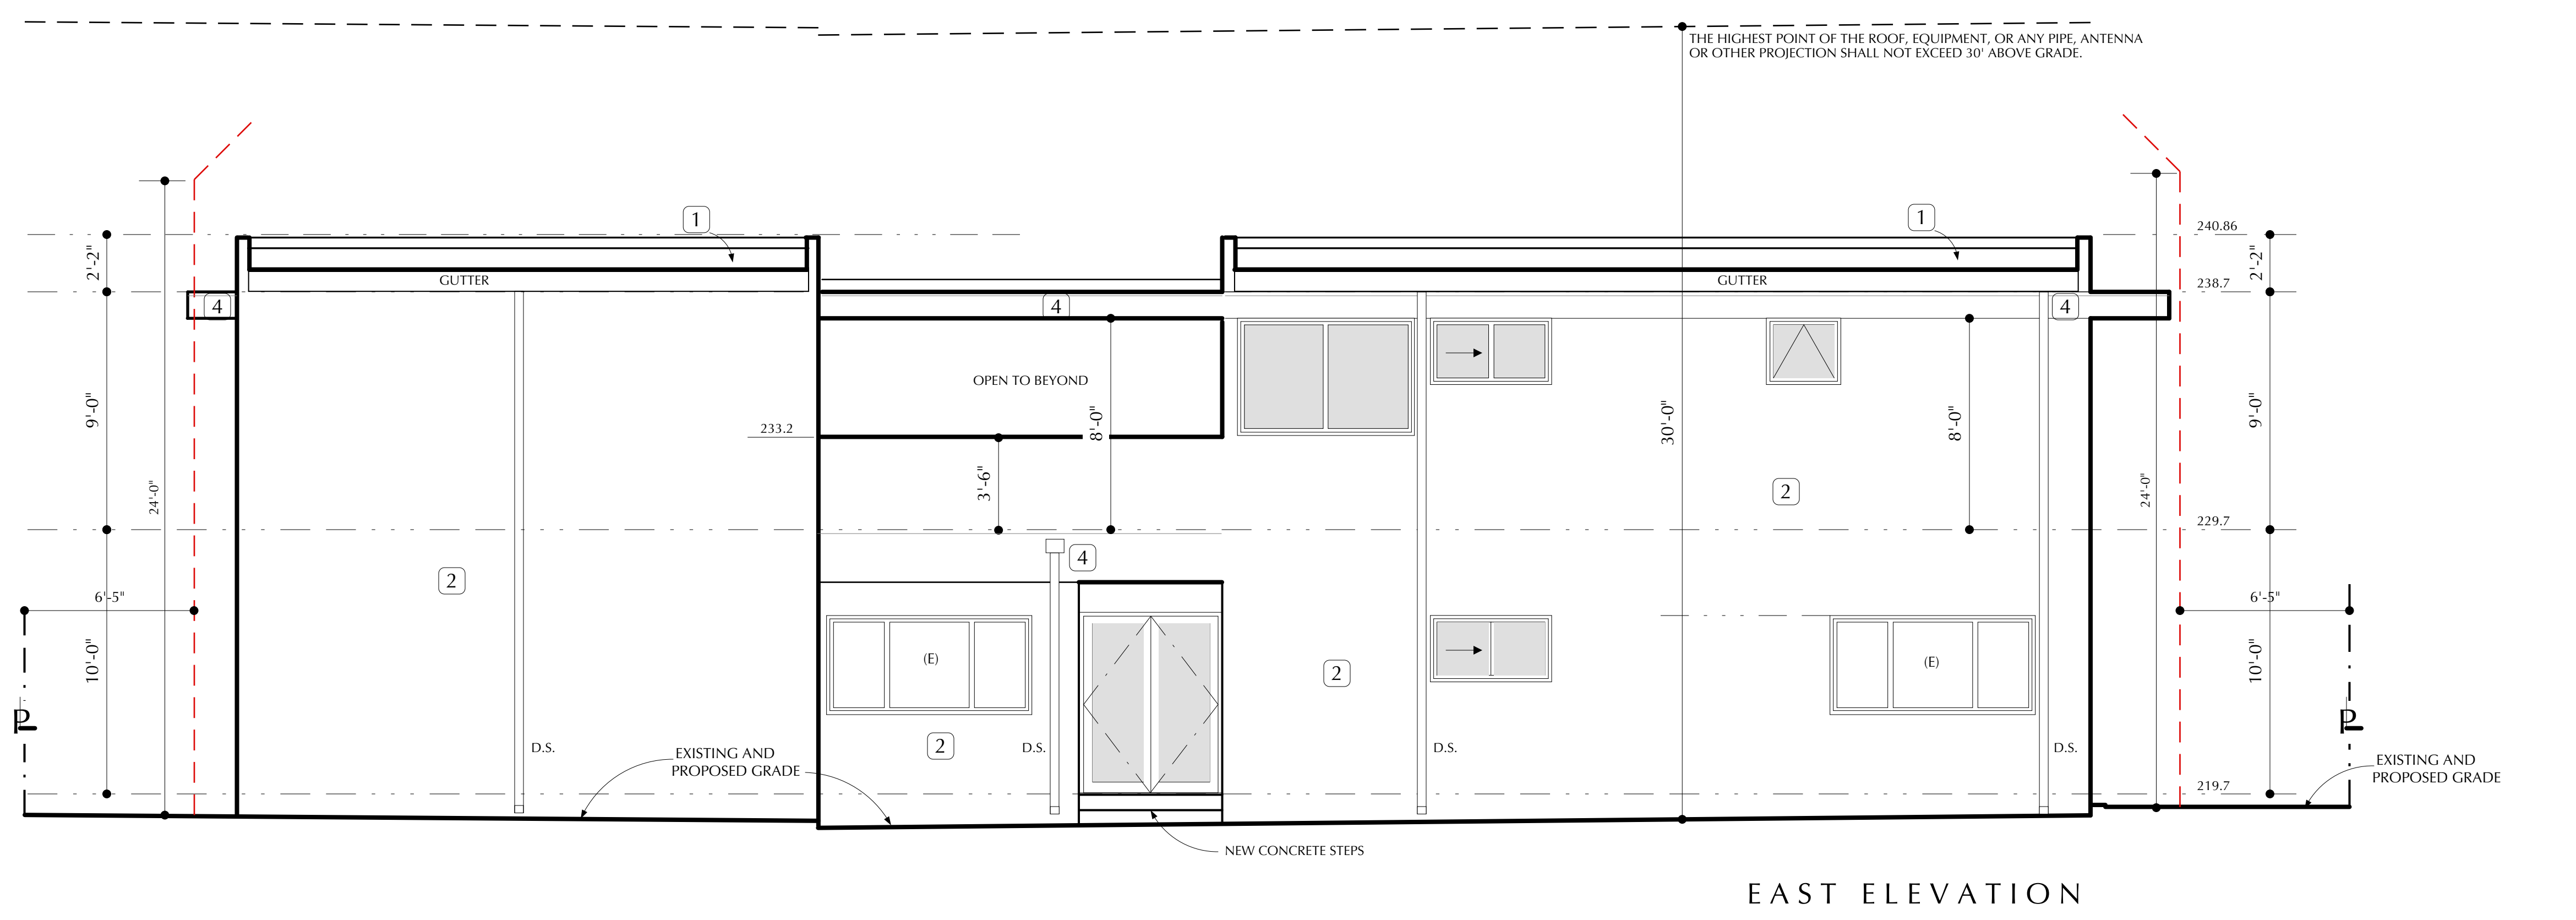 THE HIGHEST POINT OF THE ROOF, EQUIPMENT, OR ANY PIPE, ANTENNA
OR OTHER PROJECTION SHALL NOT EXCEED 30' ABOVE GRADE.
1
1
240.86
2'-2"
2'-2"
GUTTER
GUTTER
238.7
4
4
4
OPEN TO BEYOND
9'-0"
8'-0"
30'-0"
8'-0"
9'-0"
233.2
24'-0"
3'-6"
2
24'-0"
229.7
4
2
6'-5"
6'-5"
10'-0"
(E)
2
(E)
10'-0"
P
P
2
D.S.
D.S.
D.S.
D.S.
EXISTING AND
PROPOSED GRADE
EXISTING AND
PROPOSED GRADE
219.7
NEW CONCRETE STEPS
EAST ELEVATION